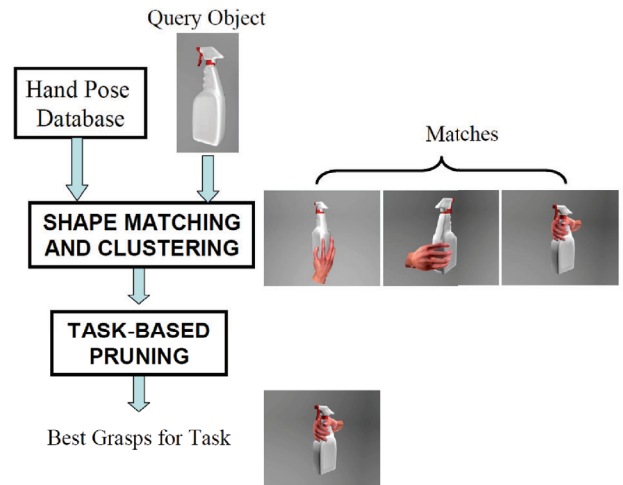 Query Object
Hand Pose
Database
Matches
SHAPE MATCHING
AND CLUSTERING
TASK-BASED
PRUNING
Best Grasps for Task